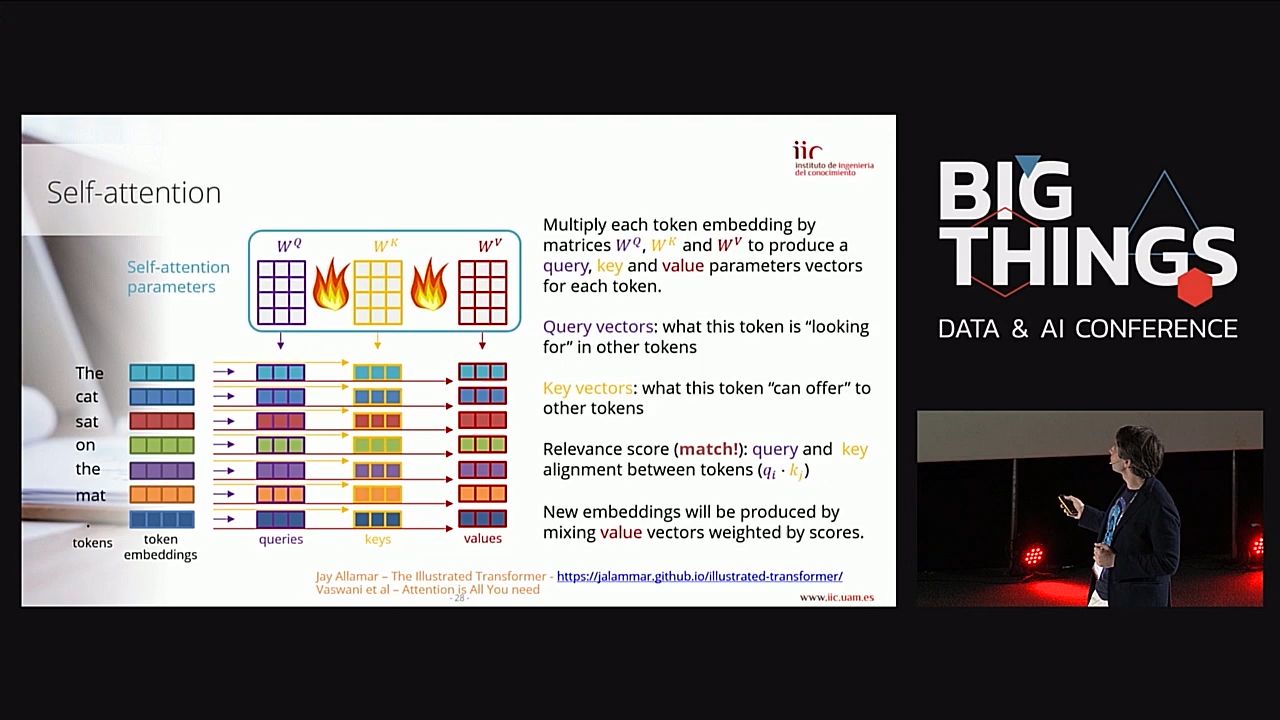 iic
instituto de ingeniería
del conocimiento
Self-attention
Self-attention
parameters
W^Q W^K W^V
The
cat
sat
on
the
mat
.
tokens
token
embeddings
queries
keys
values
Multiply each token embedding by
matrices W^Q, W^K and W^V to produce a
query, key and value parameters vectors
for each token.
Query vectors: what this token is “looking
for” in other tokens
Key vectors: what this token “can offer” to
other tokens
Relevance score (match!): query and key
alignment between tokens (q_i · k_j)
New embeddings will be produced by
mixing value vectors weighted by scores.
Jay Allamar – The Illustrated Transformer - https://jalammar.github.io/illustrated-transformer/
Vaswani et al – Attention is All You need
- 28 -
www.iic.uam.es
BIG
THINGS
DATA & AI CONFERENCE